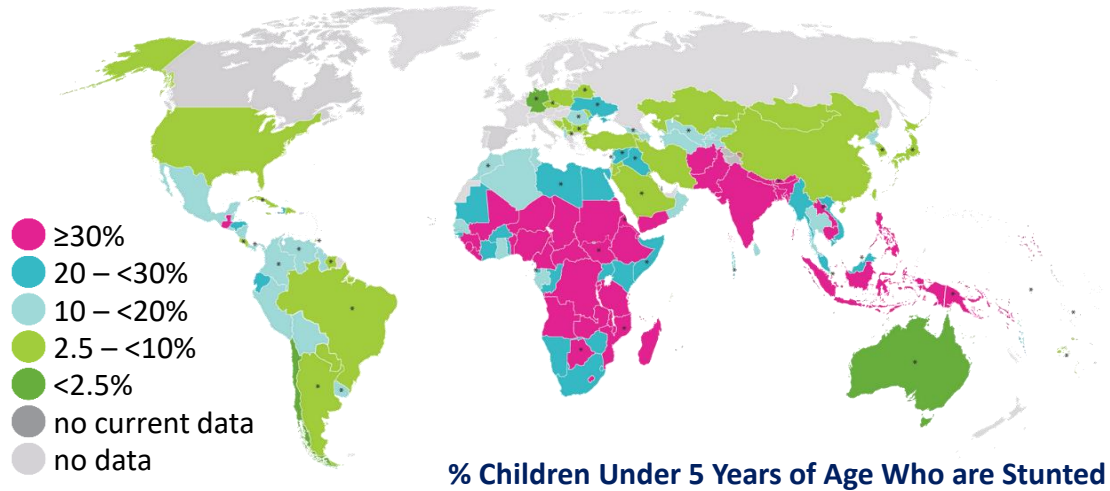 ≥30%
20 – <30%
10 – <20%
2.5 – <10%
<2.5%
no current data
no data
% Children Under 5 Years of Age Who are Stunted